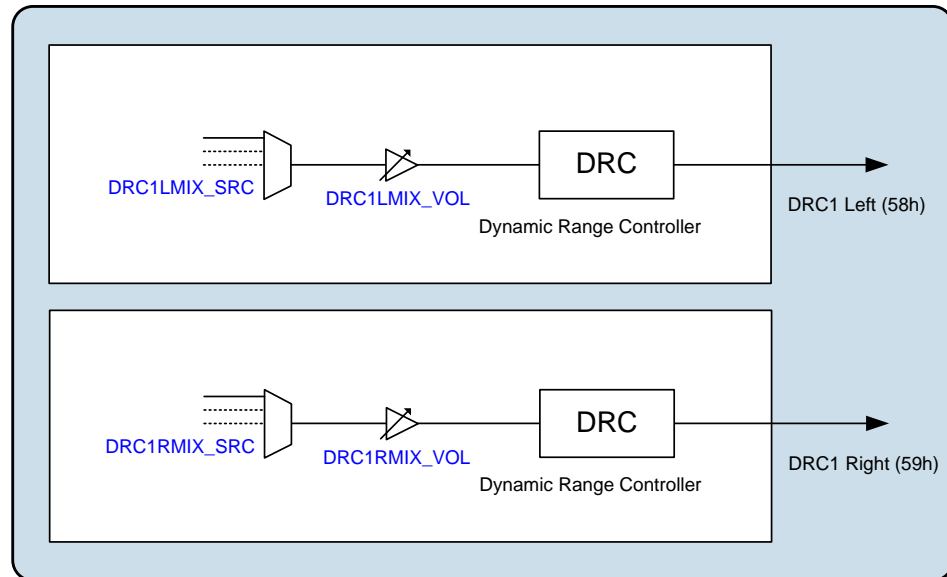 DRC
DRC1LMIX_SRC
DRC1LMIX_VOL
DRC1 Left (58h)
Dynamic Range Controller
DRC
DRC1RMIX_SRC
DRC1RMIX_VOL
DRC1 Right (59h)
Dynamic Range Controller